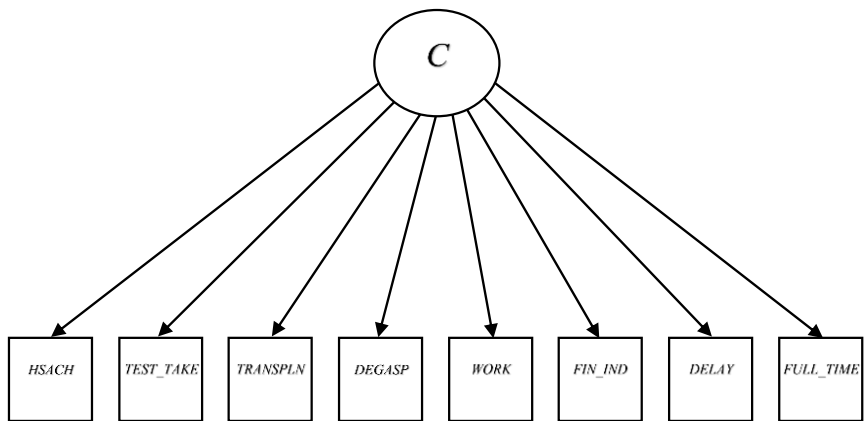 C
HSACH
TEST_TAKE
TRANSPLN
DEGASP
WORK
FIN_IND
DELAY
FULL_TIME